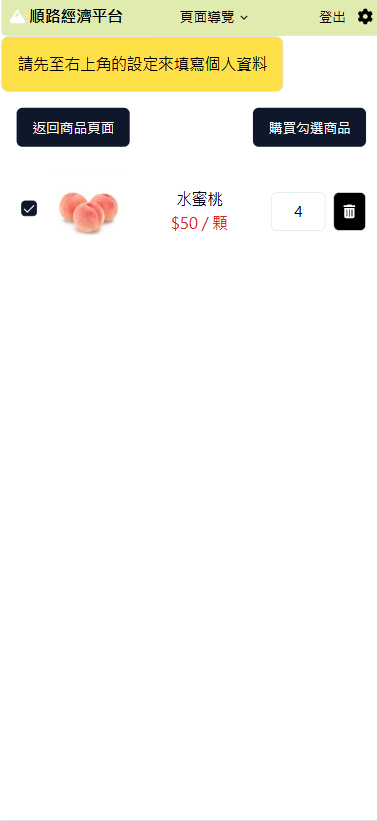 順路經濟平台
頁面導覽
登出
請先至右上角的設定來填寫個人資料
返回商品頁面
購買勾選商品
水蜜桃
$50 / 顆
4